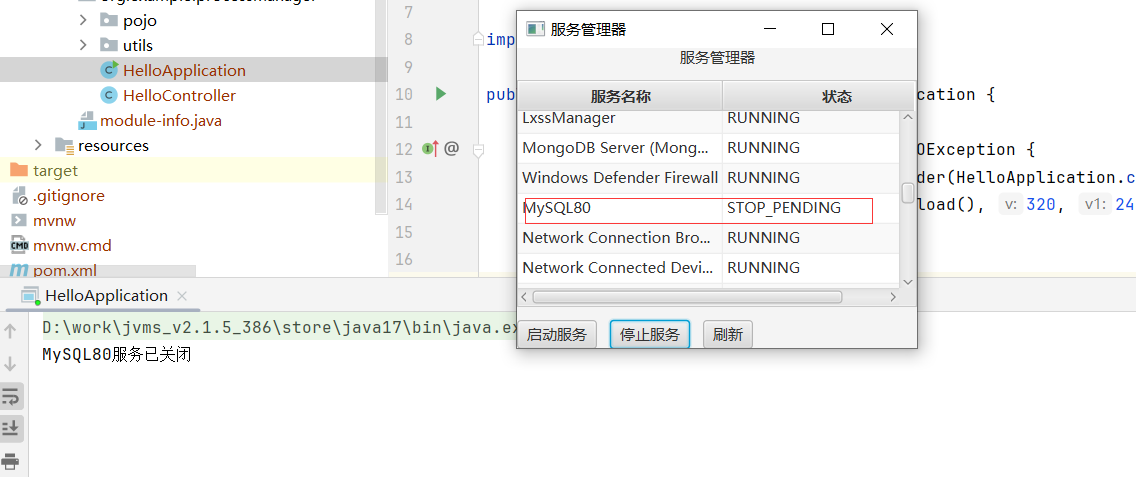 pojo
utils
HelloApplication
HelloController
module-info.java
resources
target
.gitignore
mvnw
mvnw.cmd
pom.xml
7
8
imp
9
10
pub
cation {
11
12
@
OException {
13
der(HelloApplication.c
14
load(), v: 320, v1: 24
15
16
服务管理器
服务管理器
服务名称 状态
LxssManager RUNNING
MongoDB Server (Mong... RUNNING
Windows Defender Firewall RUNNING
MySQL80 STOP_PENDING
Network Connection Bro... RUNNING
Network Connected Devi... RUNNING
启动服务 停止服务 刷新
HelloApplication
D:\work\jvms_v2.1.5_386\store\java17\bin\java.ex
MySQL80服务已关闭